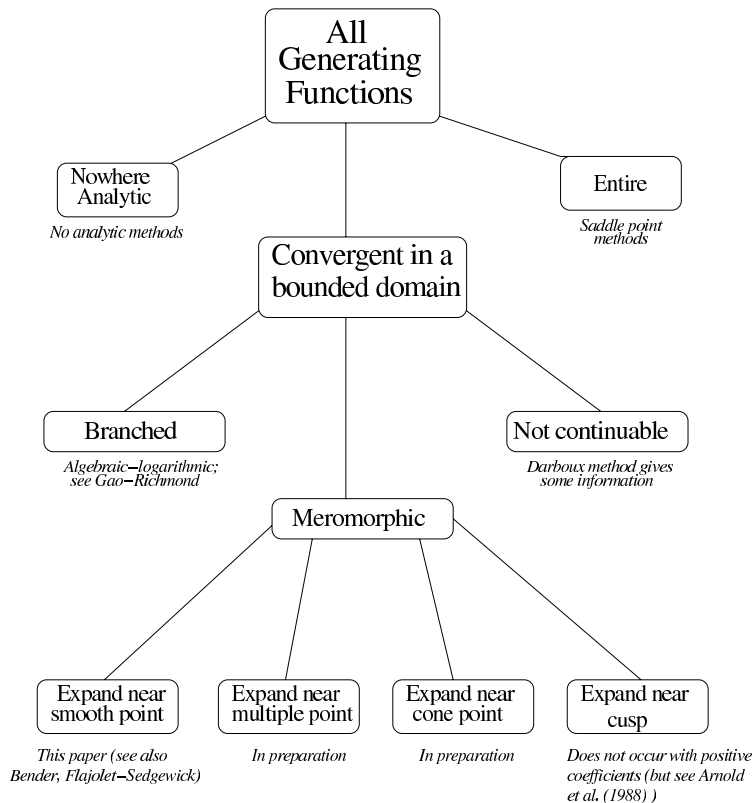 All
Generating
Functions
Nowhere
Analytic
No analytic methods
Entire
Saddle point
methods
Convergent in a
bounded domain
Branched
Algebraic–logarithmic;
see Gao–Richmond
Not continuable
Darboux method gives
some information
Meromorphic
Expand near
smooth point
This paper (see also
Bender, Flajolet–Sedgewick)
Expand near
multiple point
In preparation
Expand near
cone point
In preparation
Expand near
cusp
Does not occur with positive
coefficients (but see Arnold
et al. (1988) )